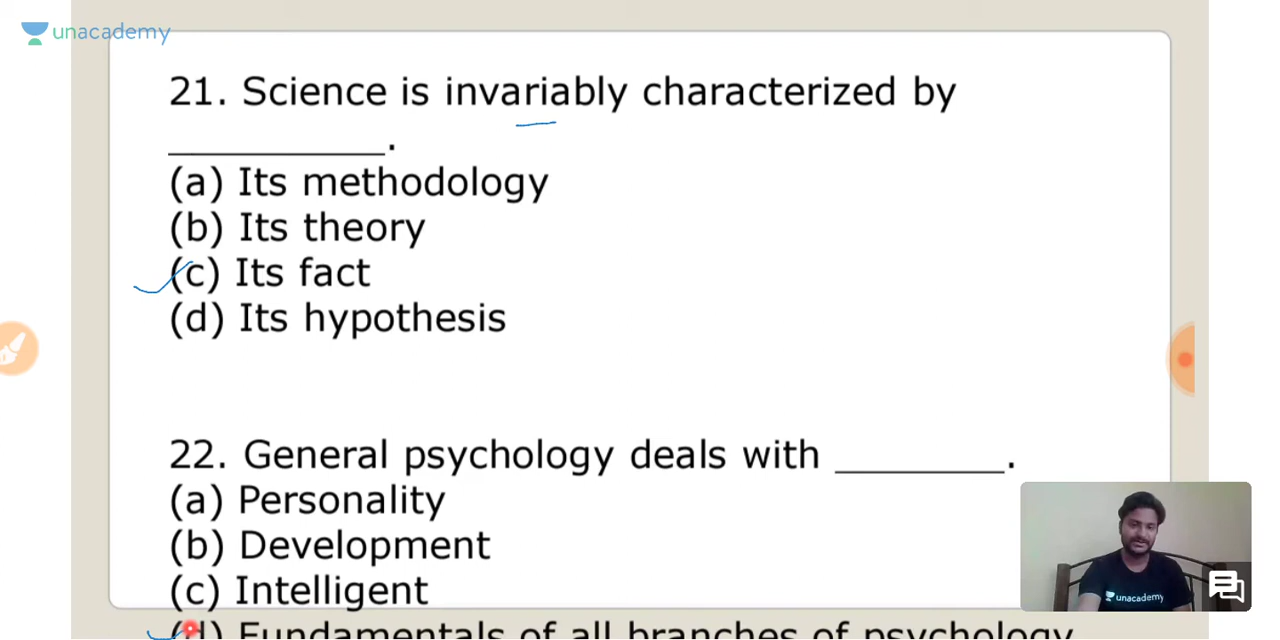 unacademy
21. Science is invariably characterized by
__________.
(a) Its methodology
(b) Its theory
(c) Its fact
(d) Its hypothesis
22. General psychology deals with ________.
(a) Personality
(b) Development
(c) Intelligent
(d) Fundamentals of all branches of psychology
unacademy